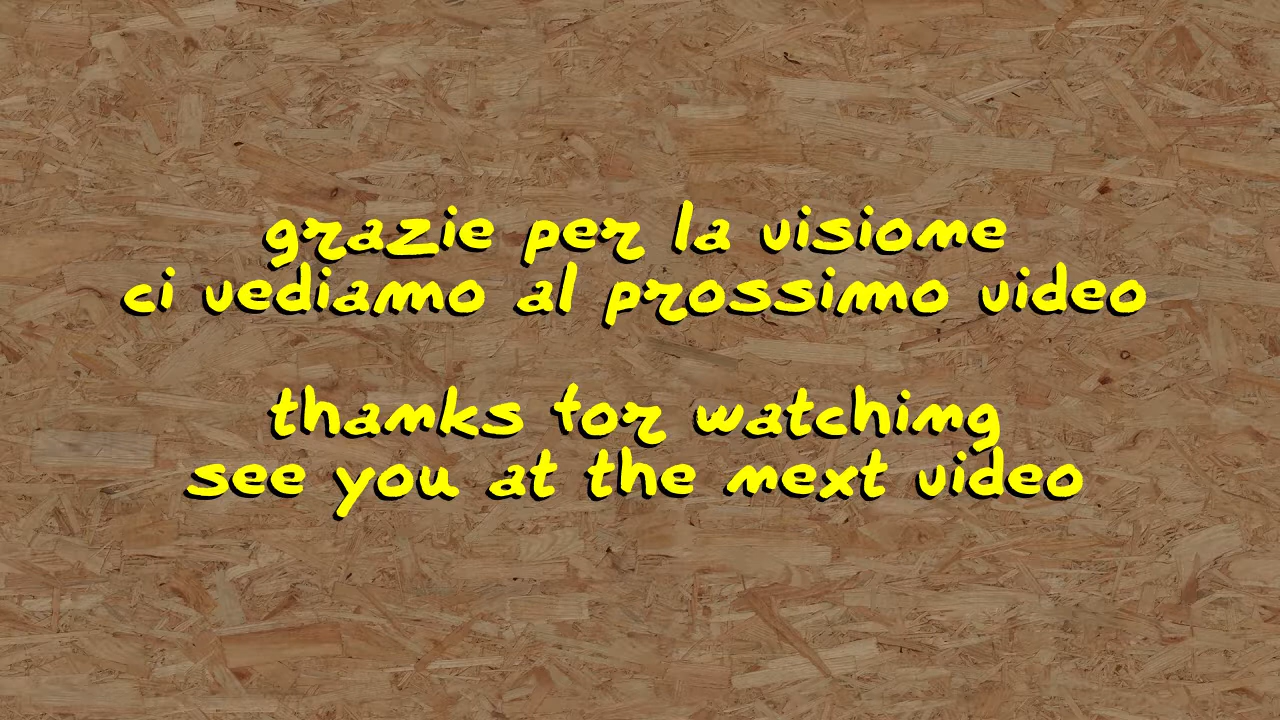 grazie per la visione
ci vediamo al prossimo video
thanks for watching
see you at the next video